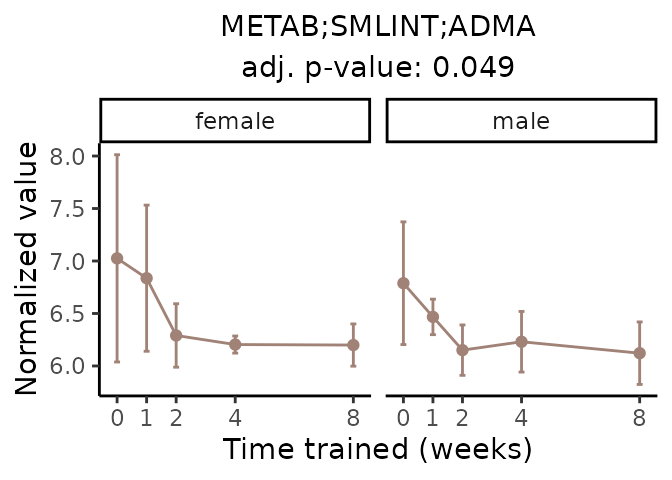 METAB;SMLINT;ADMA
adj. p-value: 0.049
female
male
Normalized value
8.0
7.5
7.0
6.5
6.0
0 1 2 4 8
0 1 2 4 8
Time trained (weeks)